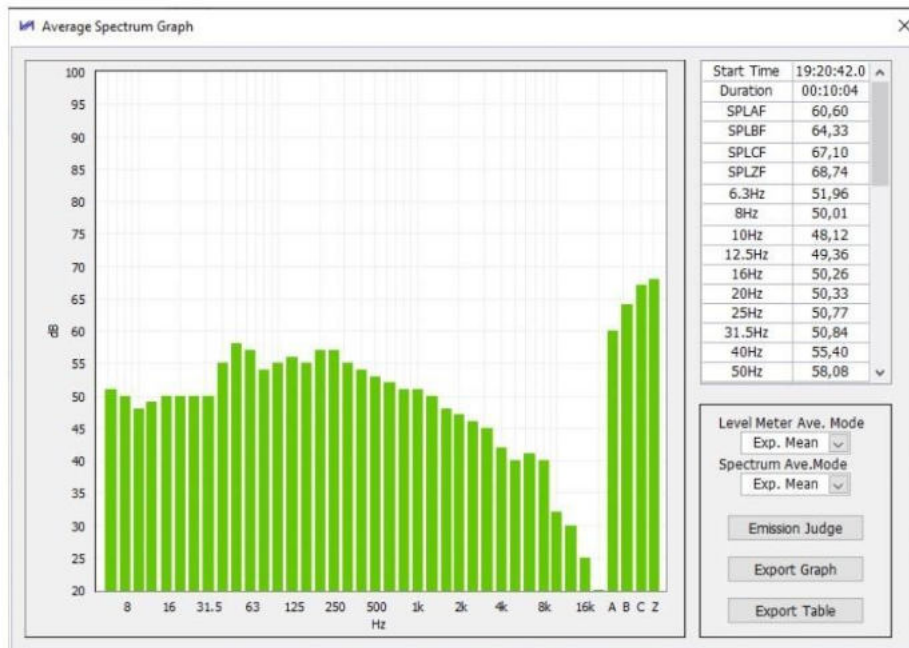 Average Spectrum Graph
100
95
90
85
80
75
70
65
60
55
50
45
40
35
30
25
20
dB
8 16 31.5 63 125 250 500 1k 2k 4k 8k 16k A B C Z
Hz
Start Time 19:20:42.0
Duration 00:10:04
SPLAF 60,60
SPLBF 64,33
SPLCF 67,10
SPLZF 68,74
6.3Hz 51,96
8Hz 50,01
10Hz 48,12
12.5Hz 49,36
16Hz 50,26
20Hz 50,33
25Hz 50,77
31.5Hz 50,84
40Hz 55,40
50Hz 58,08
Level Meter Ave. Mode
Exp. Mean
Spectrum Ave.Mode
Exp. Mean
Emission Judge
Export Graph
Export Table